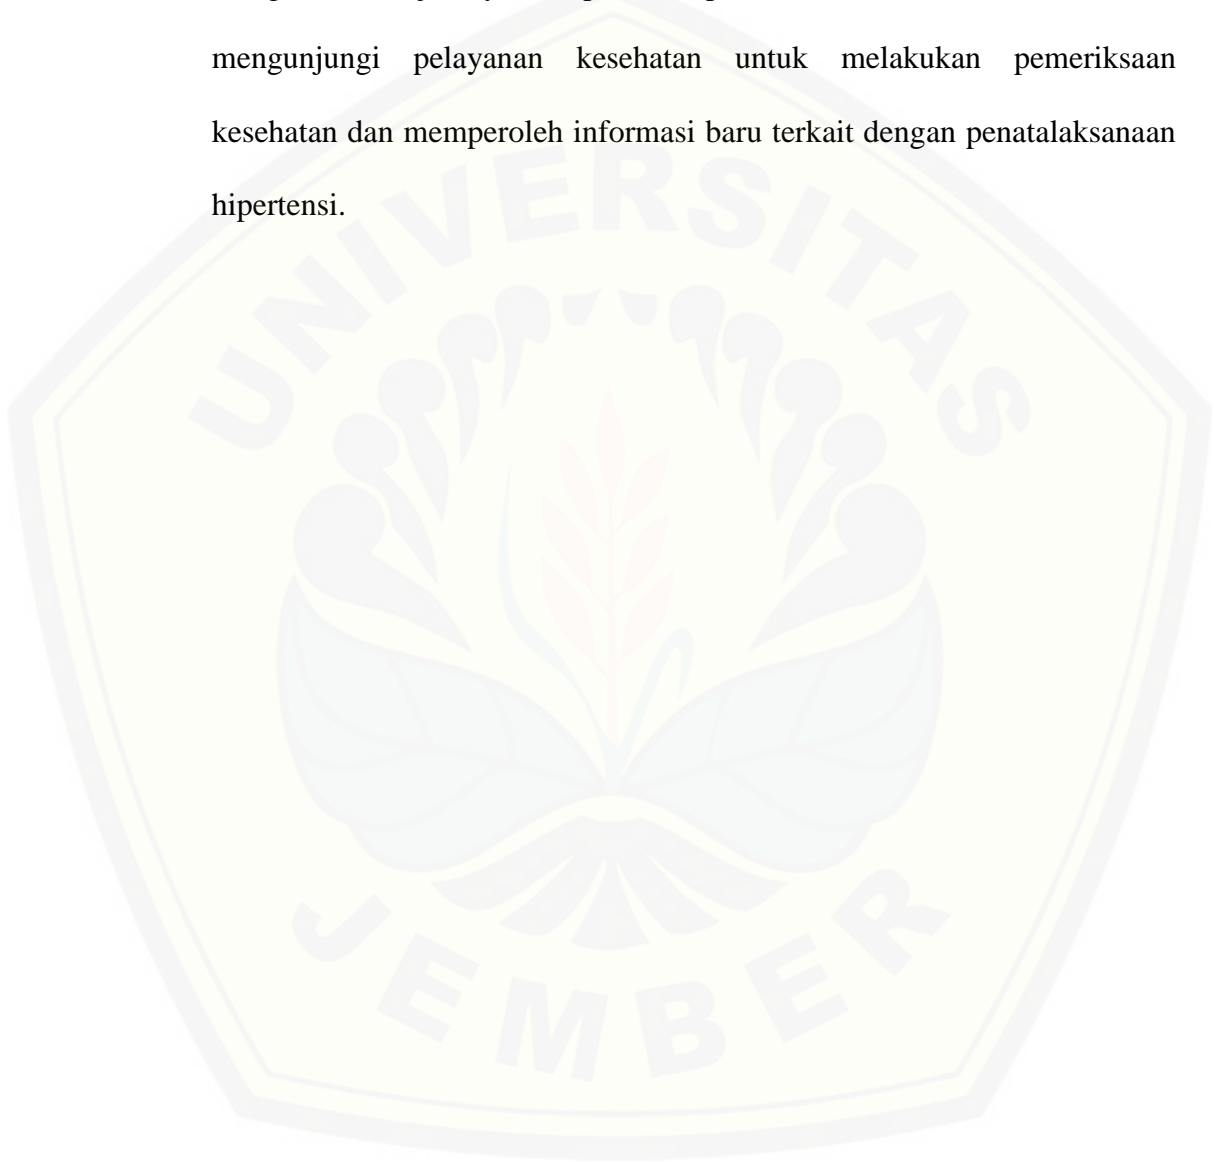 mengunjungi pelayanan kesehatan untuk melakukan pemeriksaan
kesehatan dan memperoleh informasi baru terkait dengan penatalaksanaan
hipertensi.
UNIVERSITAS
JEMBER